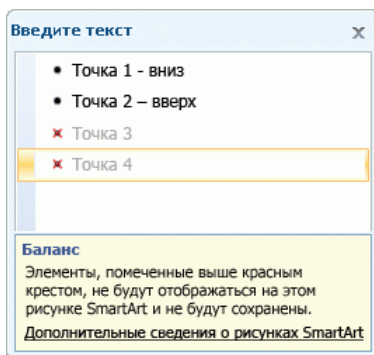 Введите текст
Точка 1 - вниз
Точка 2 – вверх
Точка 3
Точка 4
Баланс
Элементы, помеченные выше красным
крестом, не будут отображаться на этом
рисунке SmartArt и не будут сохранены.
Дополнительные сведения о рисунках SmartArt